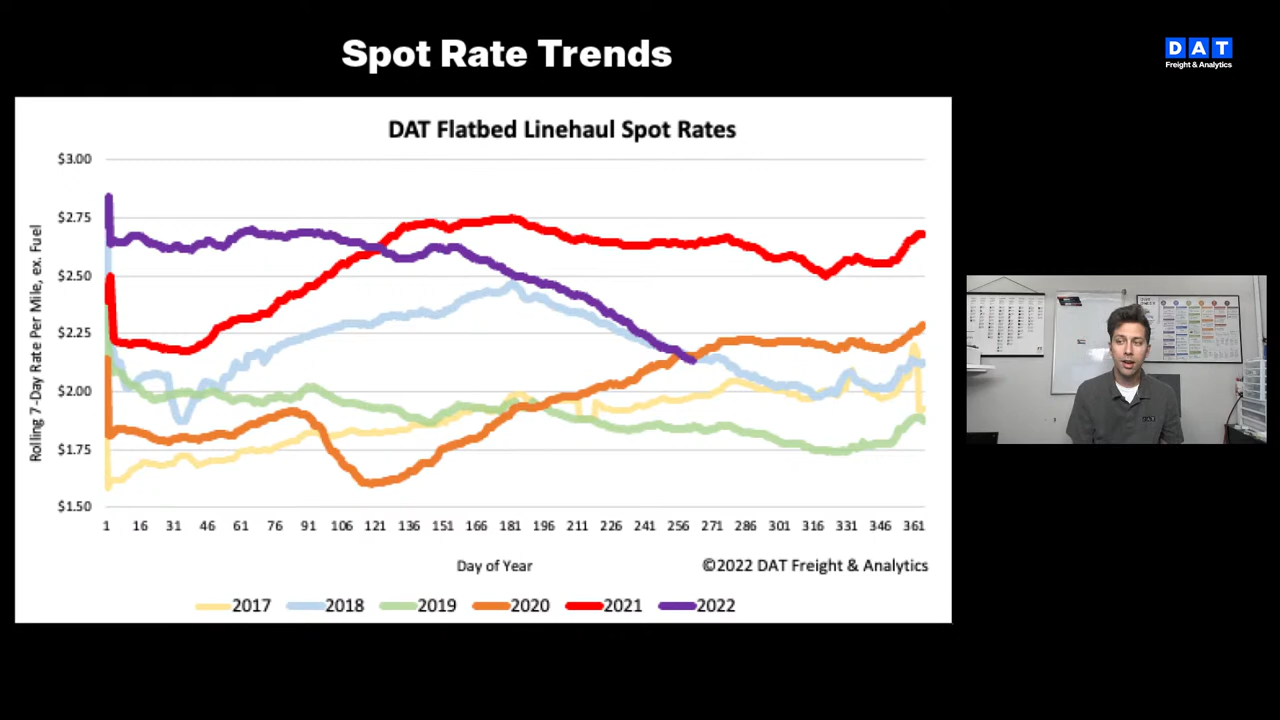 Spot Rate Trends
DAT
Freight & Analytics
DAT Flatbed Linehaul Spot Rates
Rolling 7-Day Rate Per Mile, ex. Fuel
$3.00
$2.75
$2.50
$2.25
$2.00
$1.75
$1.50
1 16 31 46 61 76 91 106 121 136 151 166 181 196 211 226 241 256 271 286 301 316 331 346 361
Day of Year
©2022 DAT Freight & Analytics
2017 2018 2019 2020 2021 2022